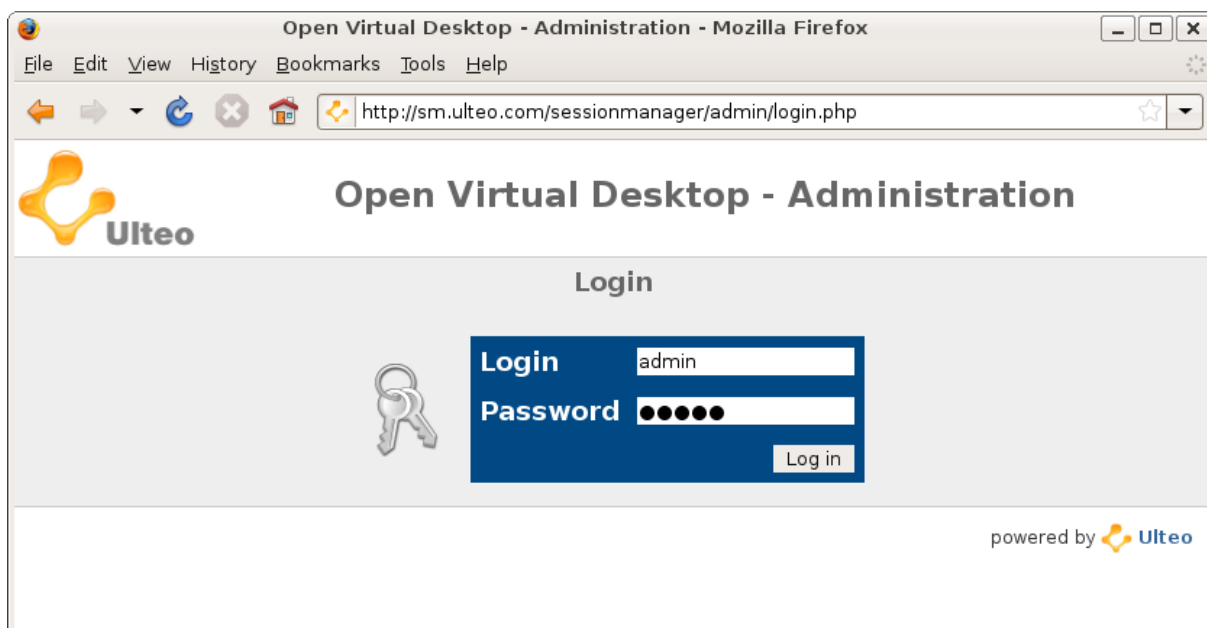 Open Virtual Desktop - Administration - Mozilla Firefox
File Edit View History Bookmarks Tools Help
http://sm.ulteo.com/sessionmanager/admin/login.php
Ulteo
Open Virtual Desktop - Administration
Login
Login admin
Password ●●●●●
Log in
powered by Ulteo